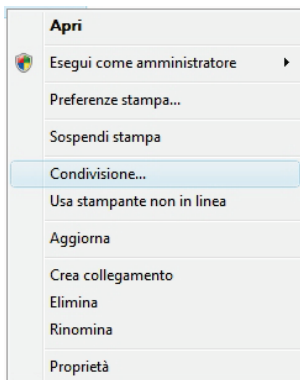 Apri
Esegui come amministratore
Preferenze stampa...
Sospendi stampa
Condivisione...
Usa stampante non in linea
Aggiorna
Crea collegamento
Elimina
Rinomina
Proprietà